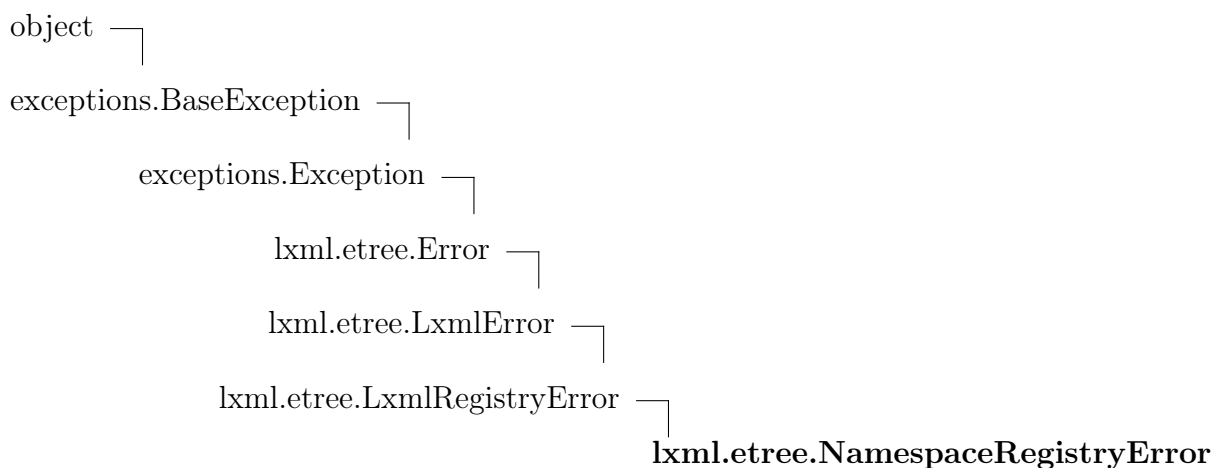 object
exceptions.BaseException
exceptions.Exception
lxml.etree.Error
lxml.etree.LxmlError
lxml.etree.LxmlRegistryError
lxml.etree.NamespaceRegistryError